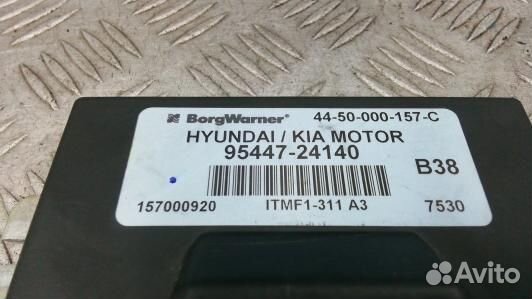 BorgWarner 44-50-000-157-C
HYUNDAI / KIA MOTOR
95447-24140
B38
157000920 ITMF1-311 A3 7530
Avito